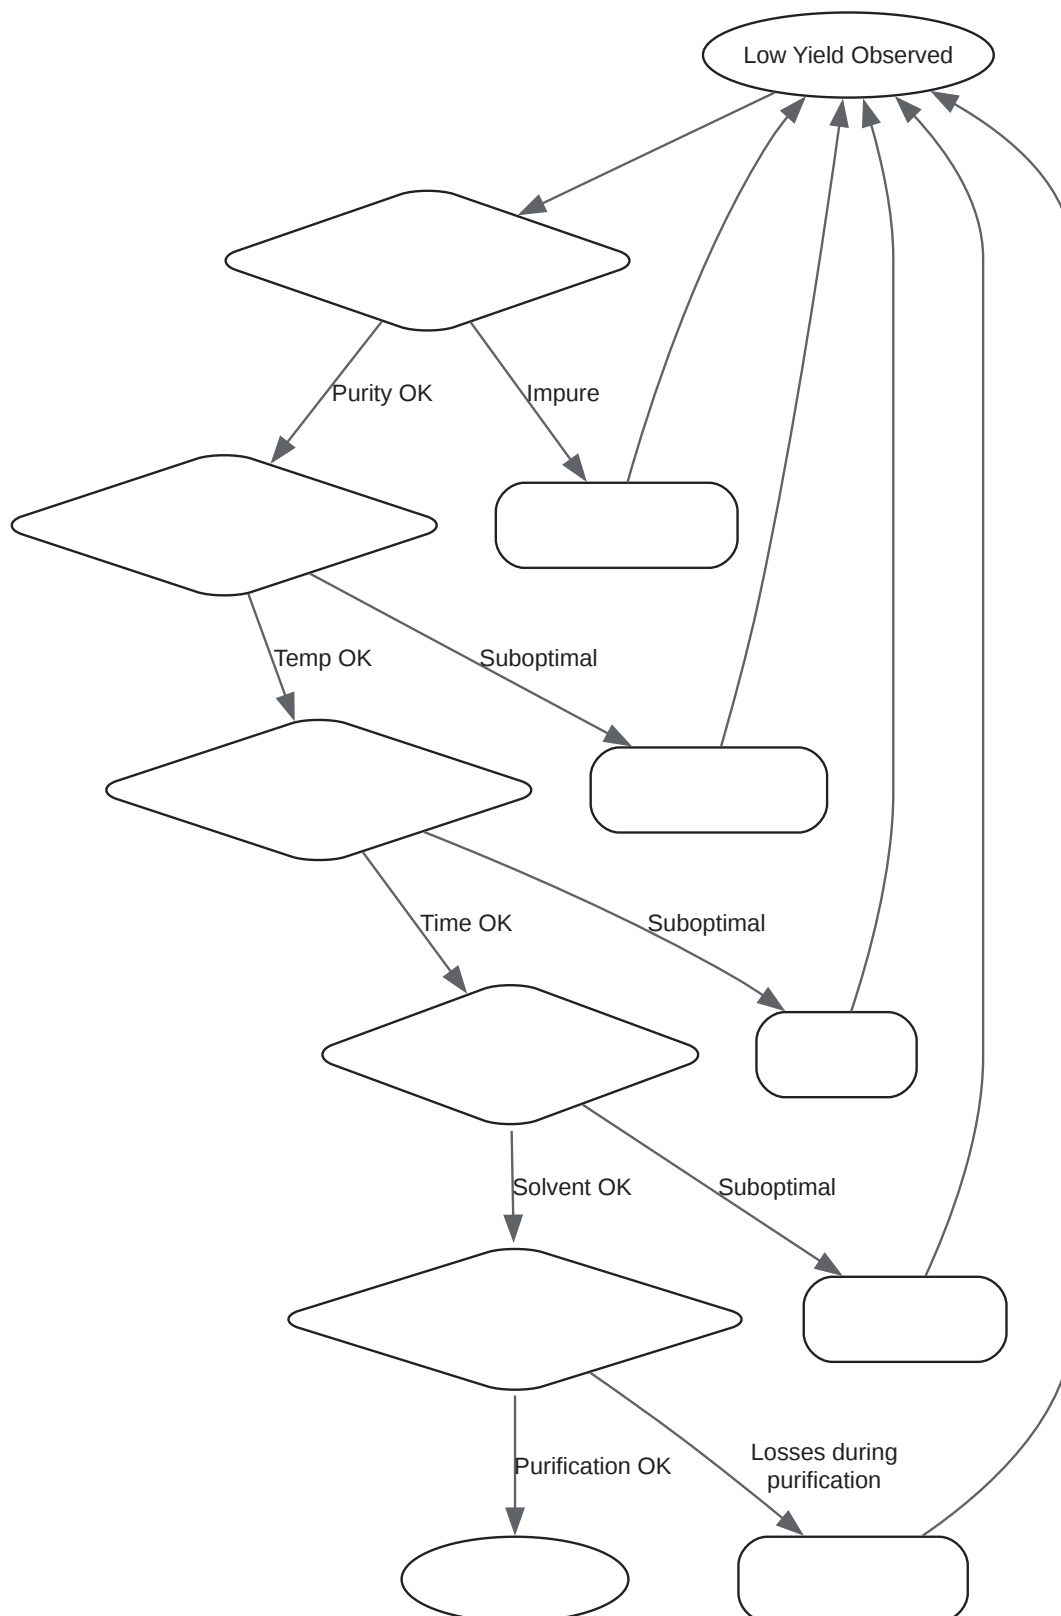 Low Yield Observed
Purity OK
Impure
Temp OK
Suboptimal
Time OK
Suboptimal
Solvent OK
Suboptimal
Purification OK
Losses during
purification